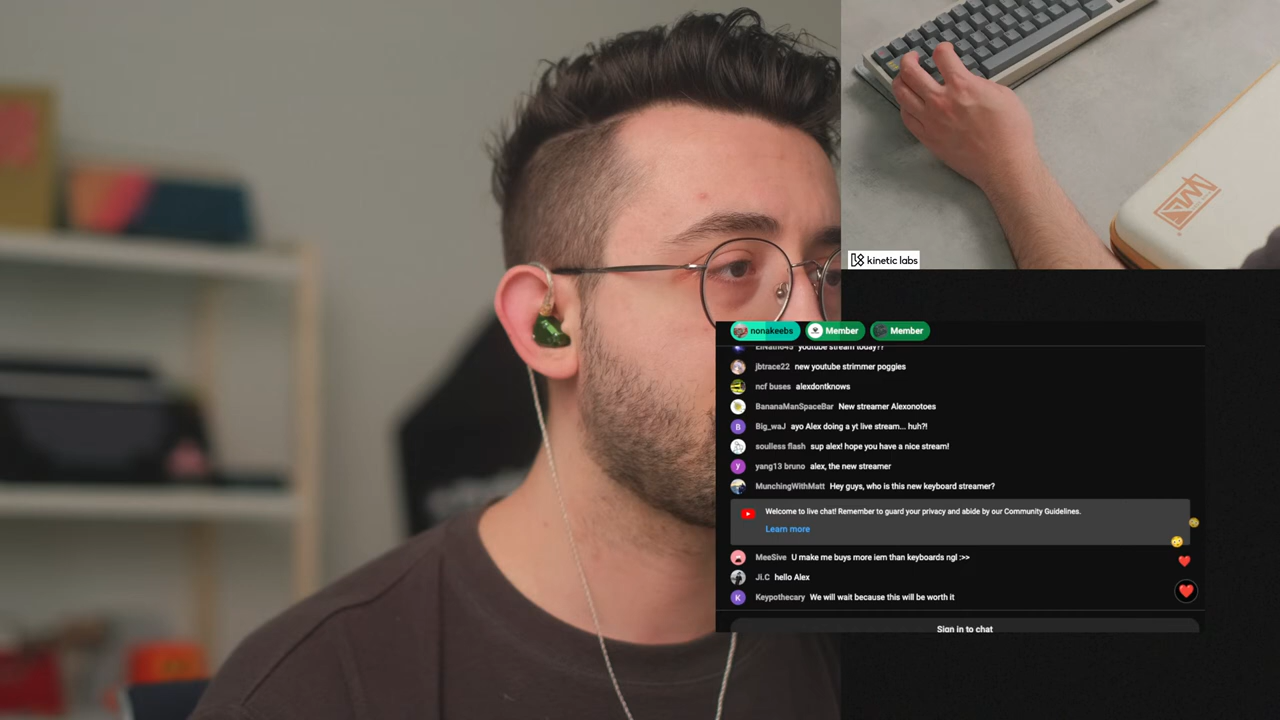 kinetic labs
nonakeebs Member Member
youtube stream today??
jbtrace22 new youtube strimmer poggies
ncf buses alexdontknows
BananaManSpaceBar New streamer Alexonotoes
B Big_waJ ayo Alex doing a yt live stream... huh?!
soulless flash sup alex! hope you have a nice stream!
y yang13 bruno alex, the new streamer
MunchingWithMatt Hey guys, who is this new keyboard streamer?
Welcome to live chat! Remember to guard your privacy and abide by our Community Guidelines.
Learn more
MeeSive U make me buys more iem than keyboards ngl :>>
Ji.C hello Alex
K Keypothecary We will wait because this will be worth it
Sign in to chat